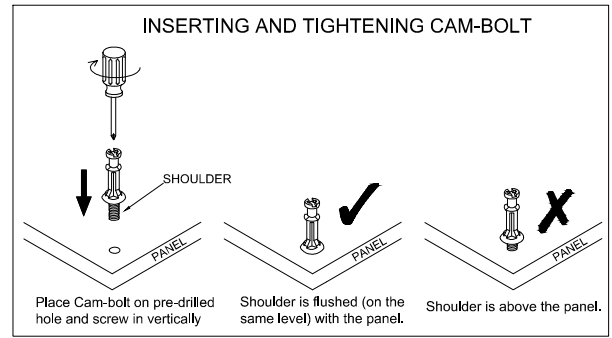 INSERTING AND TIGHTENING CAM-BOLT
SHOULDER
PANEL
Place Cam-bolt on pre-drilled
hole and screw in vertically
PANEL
Shoulder is flushed (on the
same level) with the panel.
PANEL
Shoulder is above the panel.